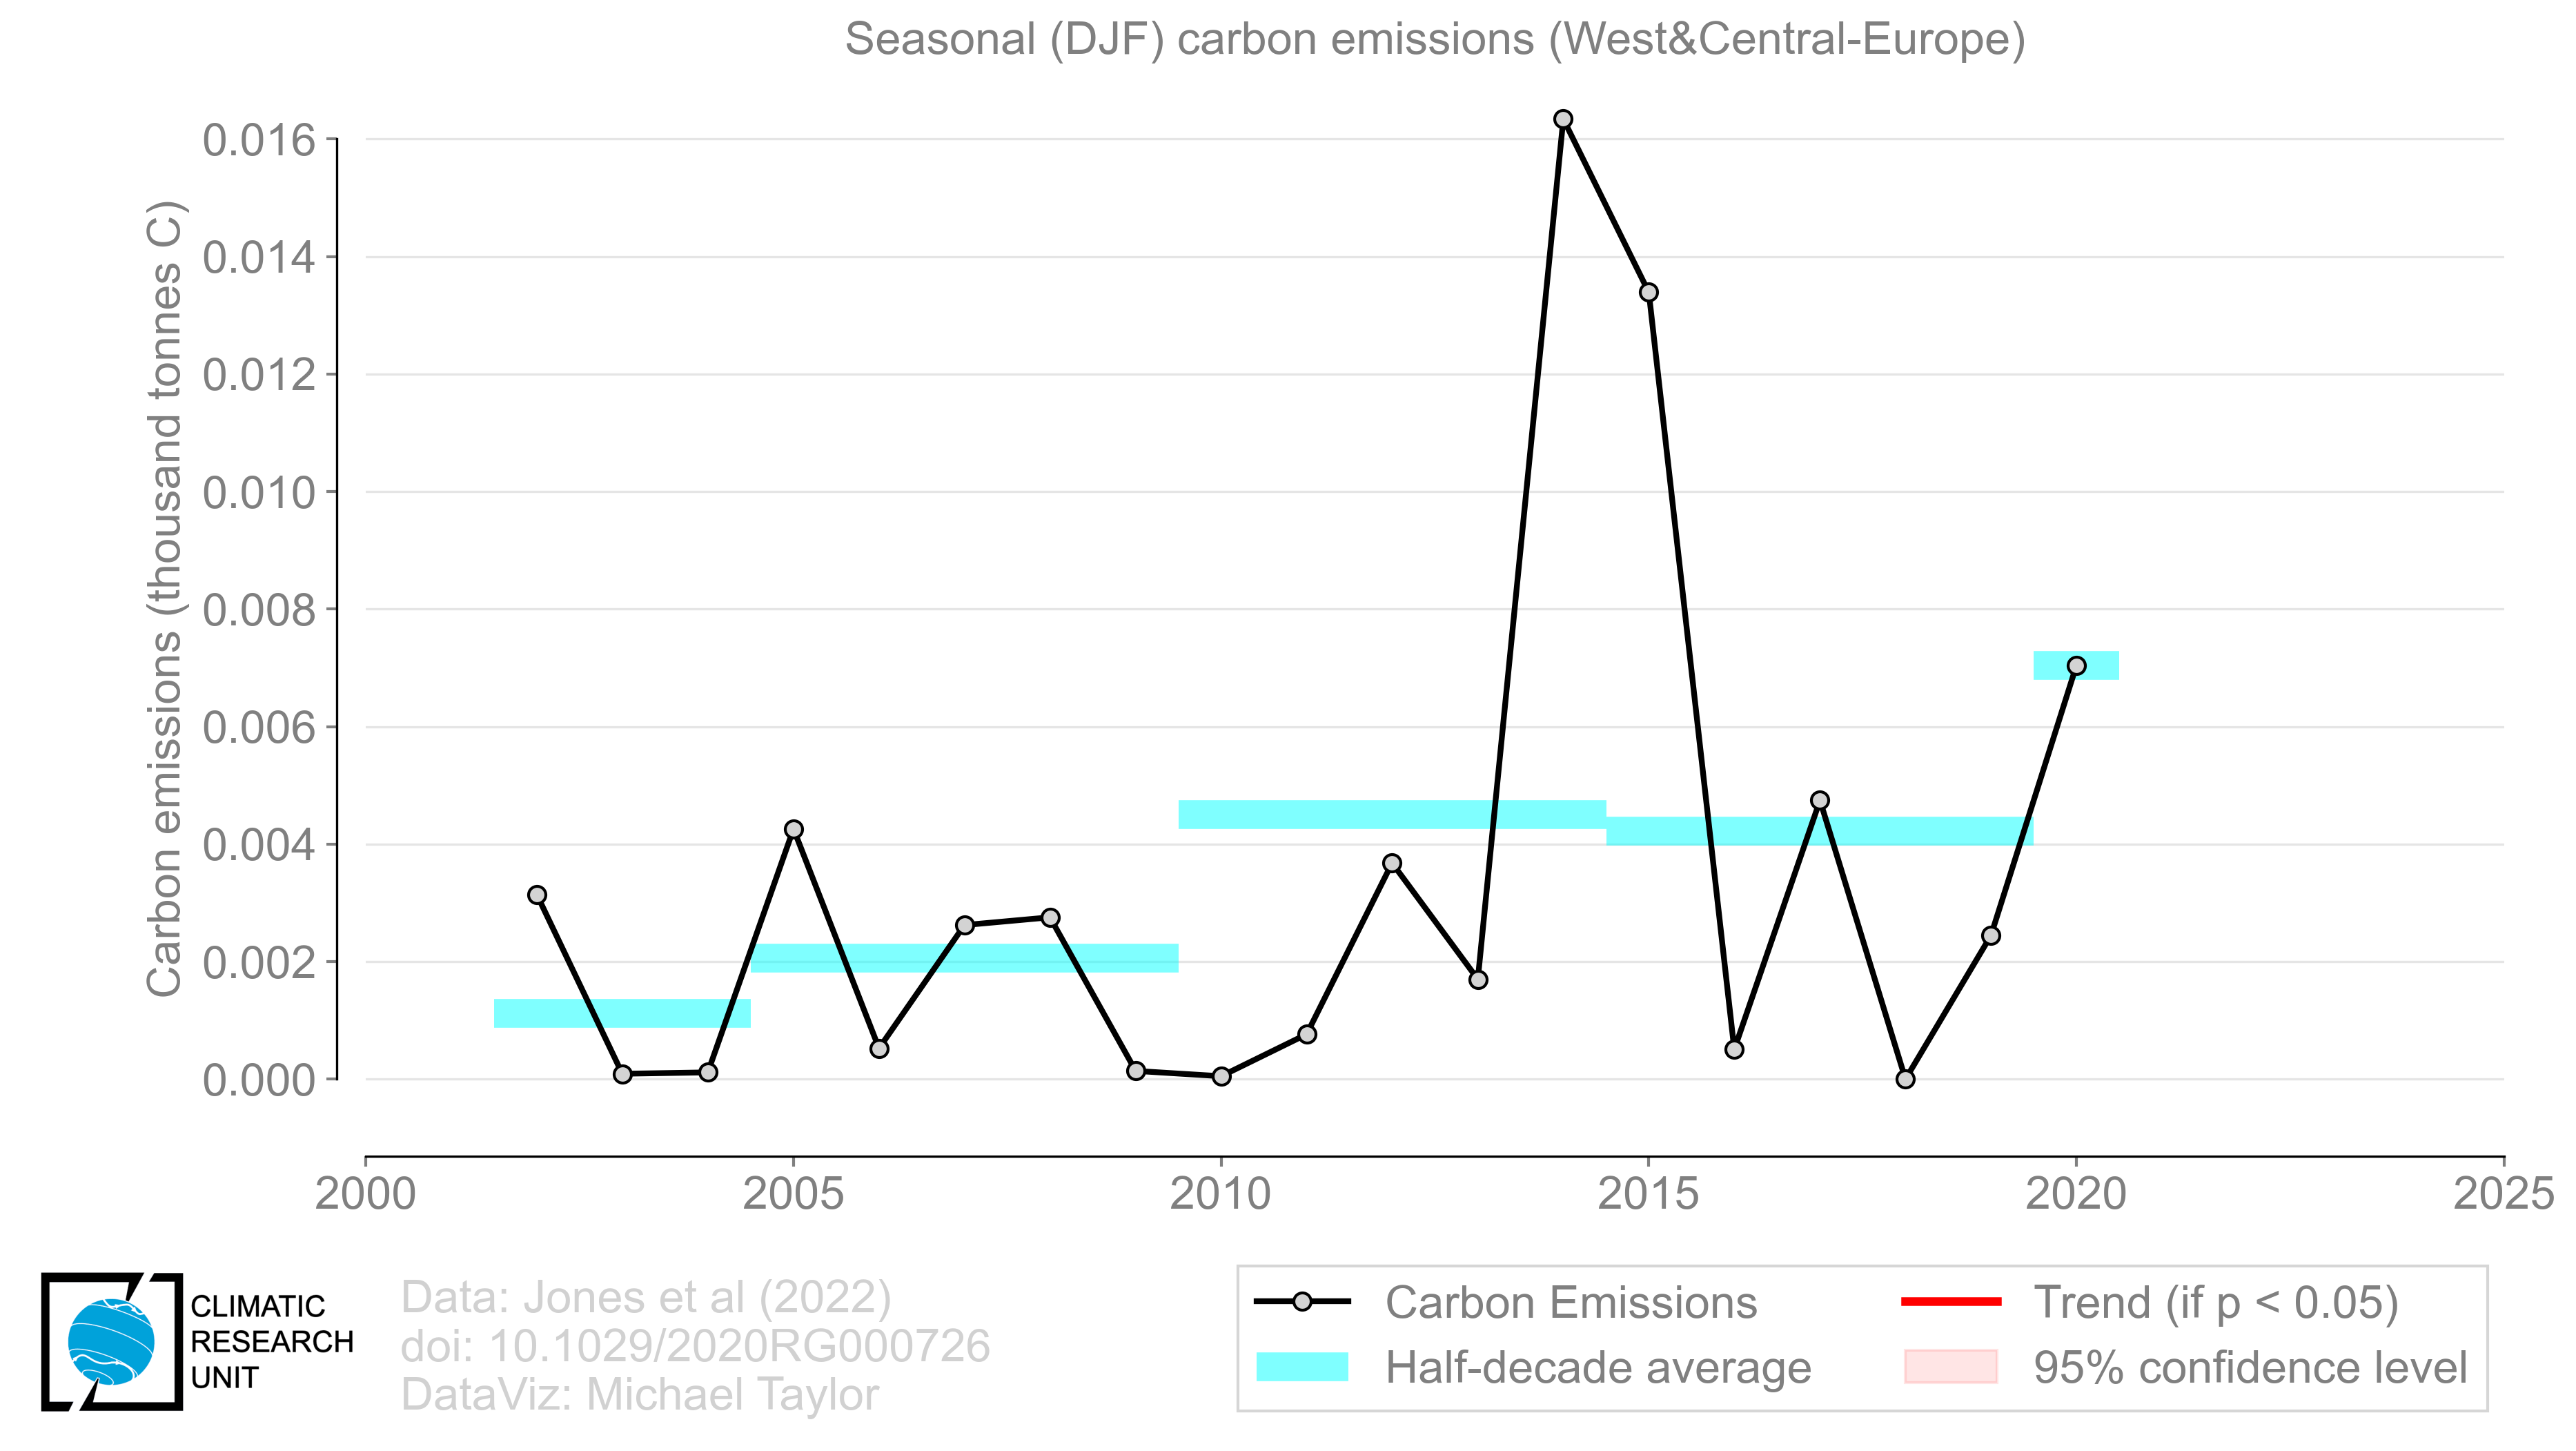 Seasonal (DJF) carbon emissions (West&Central-Europe)
Carbon emissions (thousand tonnes C)
0.016
0.014
0.012
0.010
0.008
0.006
0.004
0.002
0.000
2000
2005
2010
2015
2020
2025
CLIMATIC
RESEARCH
UNIT
Data: Jones et al (2022)
doi: 10.1029/2020RG000726
DataViz: Michael Taylor
Carbon Emissions
Half-decade average
Trend (if p < 0.05)
95% confidence level